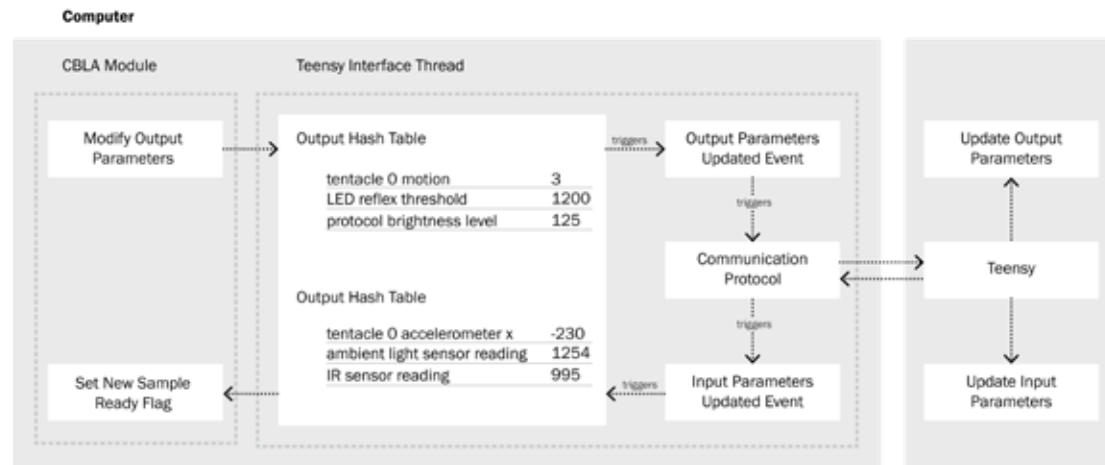 Computer
CBLA Module
Teensy Interface Thread
Modify Output
Parameters
Output Hash Table
tentacle 0 motion 3
LED reflex threshold 1200
protocol brightness level 125
triggers
Output Parameters
Updated Event
triggers
Communication
Protocol
triggers
Output Hash Table
tentacle 0 accelerometer x -230
ambient light sensor reading 1254
IR sensor reading 995
Set New Sample
Ready Flag
triggers
Input Parameters
Updated Event
Update Output
Parameters
Teensy
Update Input
Parameters